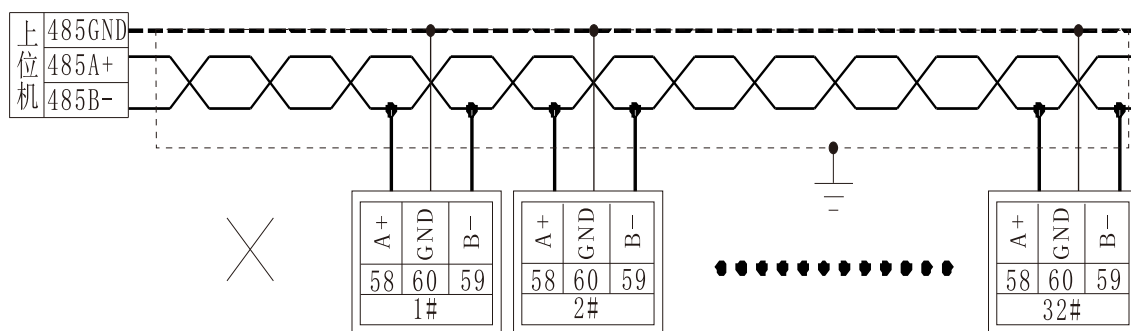 上位机
485GND
485A+
485B-
A+ GND B-
58 60 59
1#
A+ GND B-
58 60 59
2#
A+ GND B-
58 60 59
32#